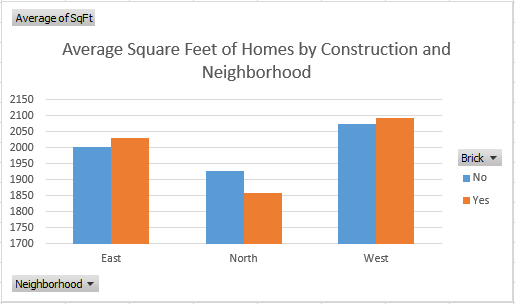 Average of SqFt
Average Square Feet of Homes by Construction and
Neighborhood
2150
2100
2050
2000
1950
1900
1850
1800
1750
1700
East
North
West
Brick
No
Yes
Neighborhood